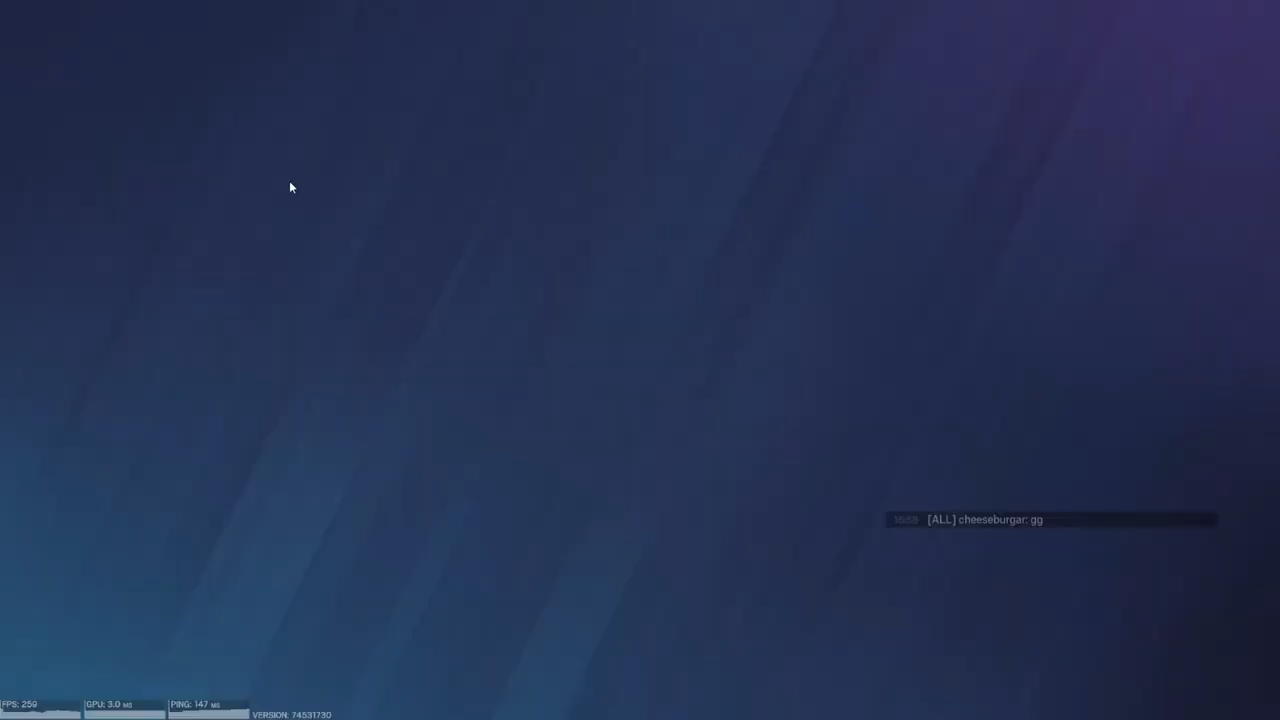 [ALL] cheeseburgar: gg
FPS: 259
GPU: 3.0 MS
PING: 147 MS
VERSION: 74531730